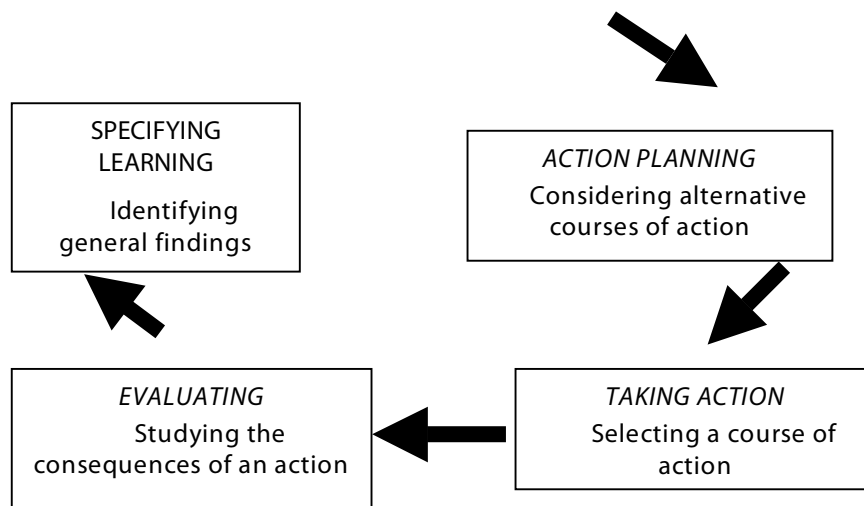 SPECIFYING
LEARNING
Identifying
general findings
ACTION PLANNING
Considering alternative
courses of action
EVALUATING
Studying the
consequences of an action
TAKING ACTION
Selecting a course of
action